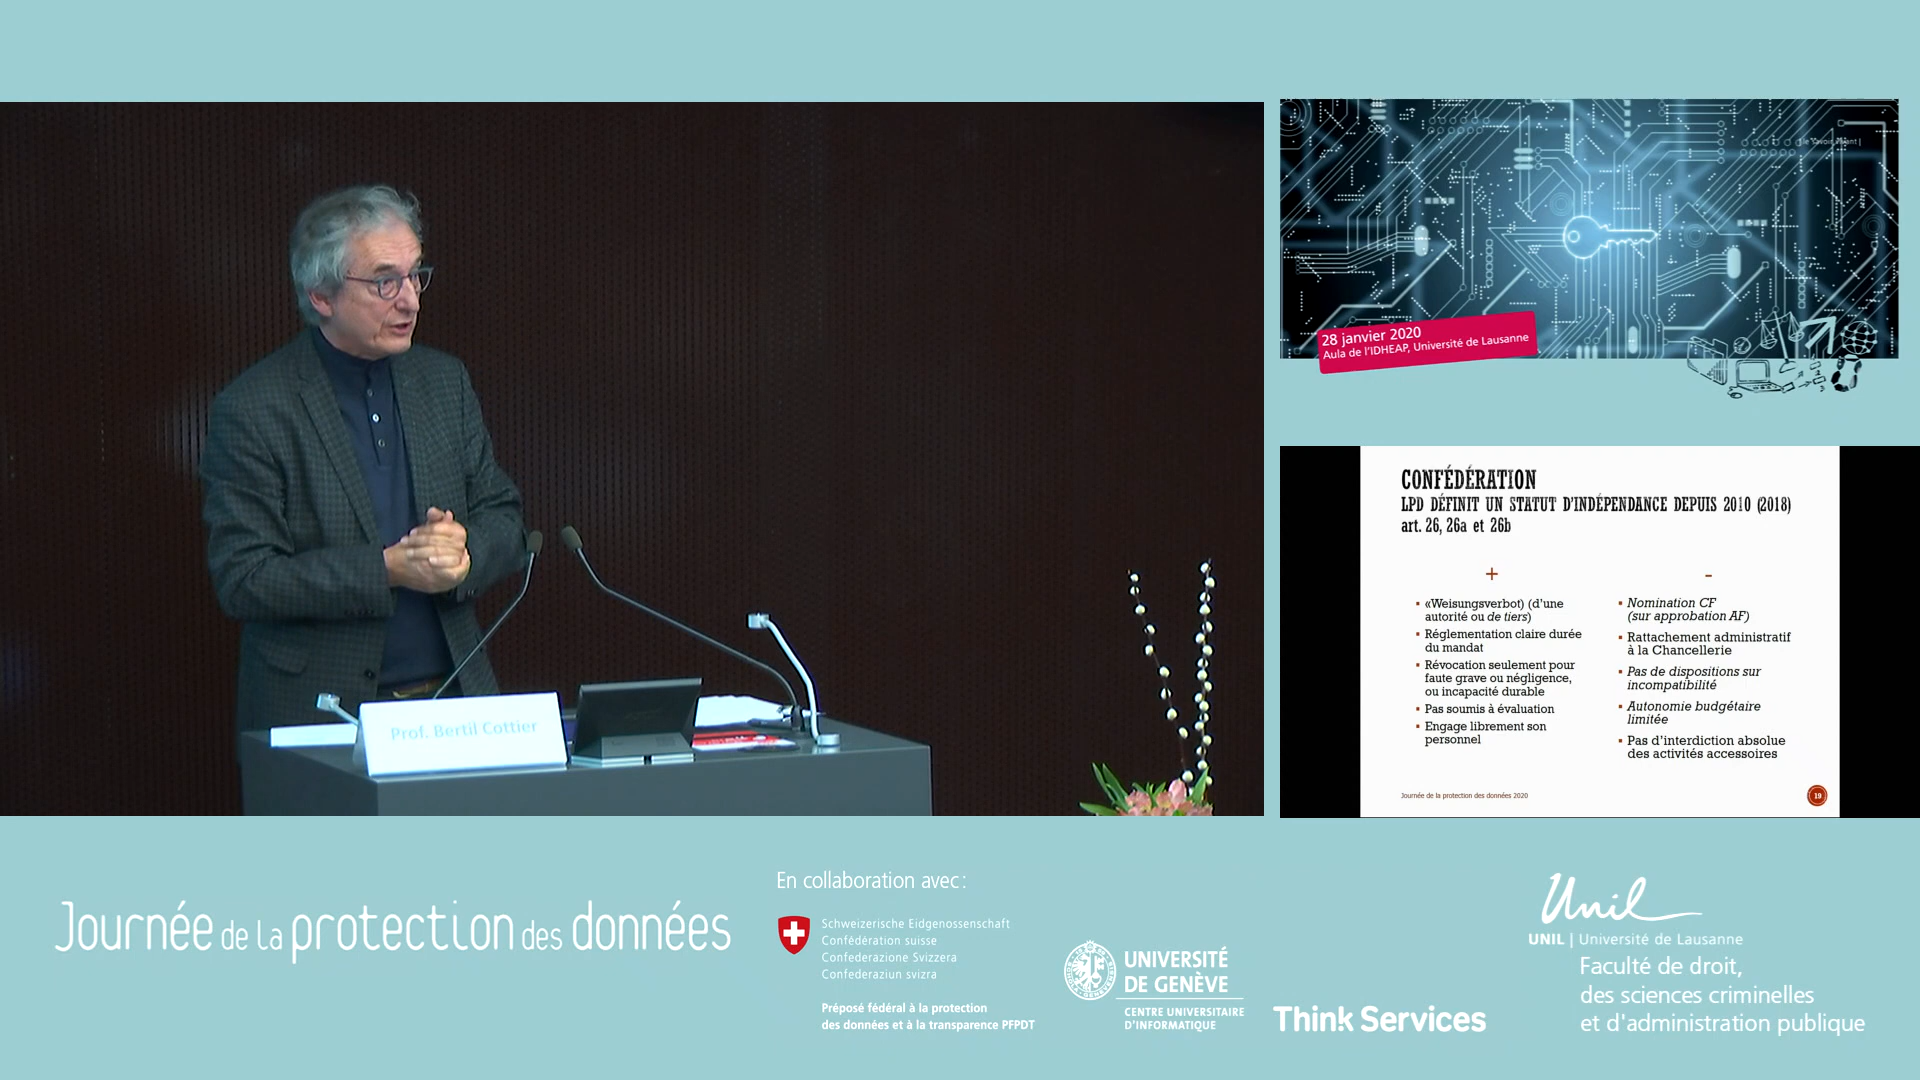 Prof. Bertil Cottier
28 janvier 2020
Aula de l'IDHEAP, Université de Lausanne
CONFÉDÉRATION
LPD DÉFINIT UN STATUT D'INDÉPENDANCE DEPUIS 2010 (2018)
art. 26, 26a et 26b
+
«Weisungsverbot) (d'une
autorité ou de tiers)
Réglementation claire durée
du mandat
Révocation seulement pour
faute grave ou négligence,
ou incapacité durable
Pas soumis à évaluation
Engage librement son
personnel
-
Nomination CF
(sur approbation AF)
Rattachement administratif
à la Chancellerie
Pas de dispositions sur
incompatibilité
Autonomie budgétaire
limitée
Pas d'interdiction absolue
des activités accessoires
Journée de la protection des données 2020
19
Journée de la protection des données
En collaboration avec :
Schweizerische Eidgenossenschaft
Confédération suisse
Confederazione Svizzera
Confederaziun svizra
Préposé fédéral à la protection
des données et à la transparence PFPDT
UNIVERSITÉ
DE GENÈVE
CENTRE UNIVERSITAIRE
D'INFORMATIQUE
Think Services
Unil
UNIL | Université de Lausanne
Faculté de droit,
des sciences criminelles
et d'administration publique